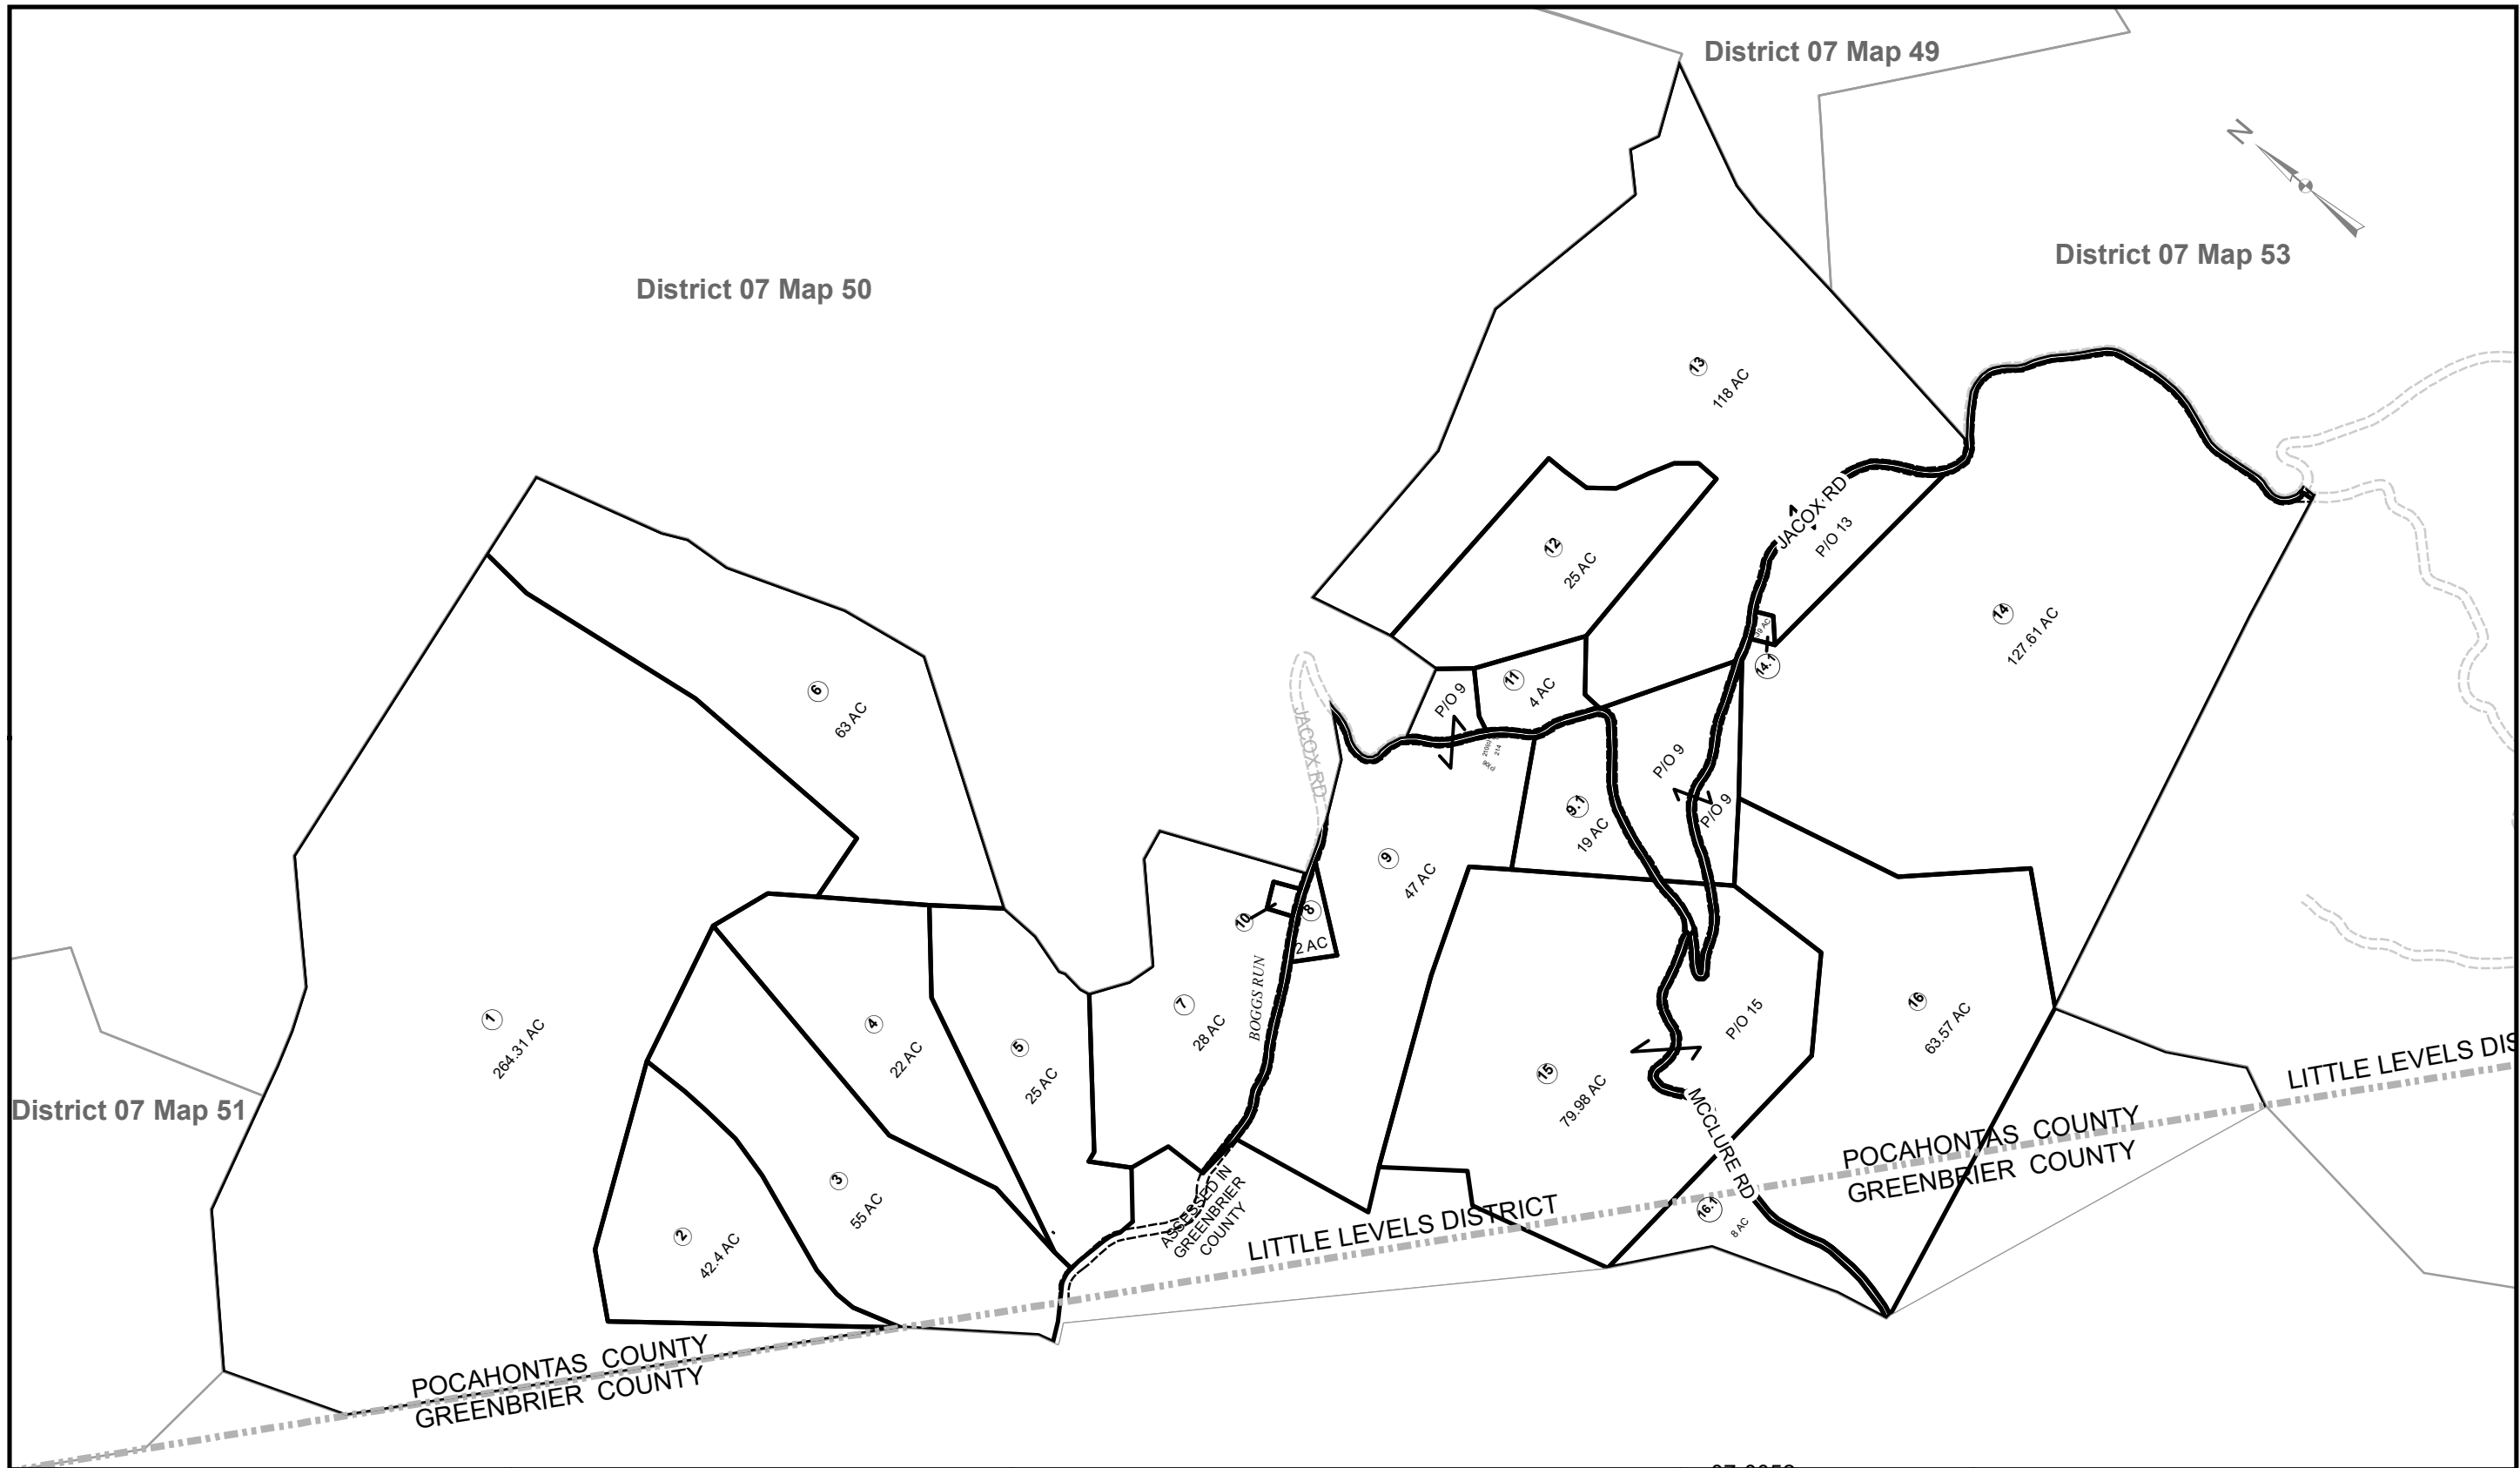 District 07 Map 49
N
District 07 Map 53
District 07 Map 50
13
118 AC
JACOX RD
P/O 13
12
25 AC
14
127.61 AC
14.1
6
63 AC
11
4 AC
P/O 9
JACOX RD
214
P/O 9
P/O 9
9.1
19 AC
9
47 AC
10
8
2 AC
BOGGS RUN
7
28 AC
1
264.31 AC
4
22 AC
5
25 AC
P/O 15
16
63.57 AC
15
79.98 AC
MCCLURE RD
LITTLE LEVELS DIS
District 07 Map 51
3
55 AC
2
42.4 AC
ASSESSED IN
GREENBRIER
COUNTY
LITTLE LEVELS DISTRICT
16.1
8 AC
POCAHONTAS COUNTY
GREENBRIER COUNTY
POCAHONTAS COUNTY
GREENBRIER COUNTY